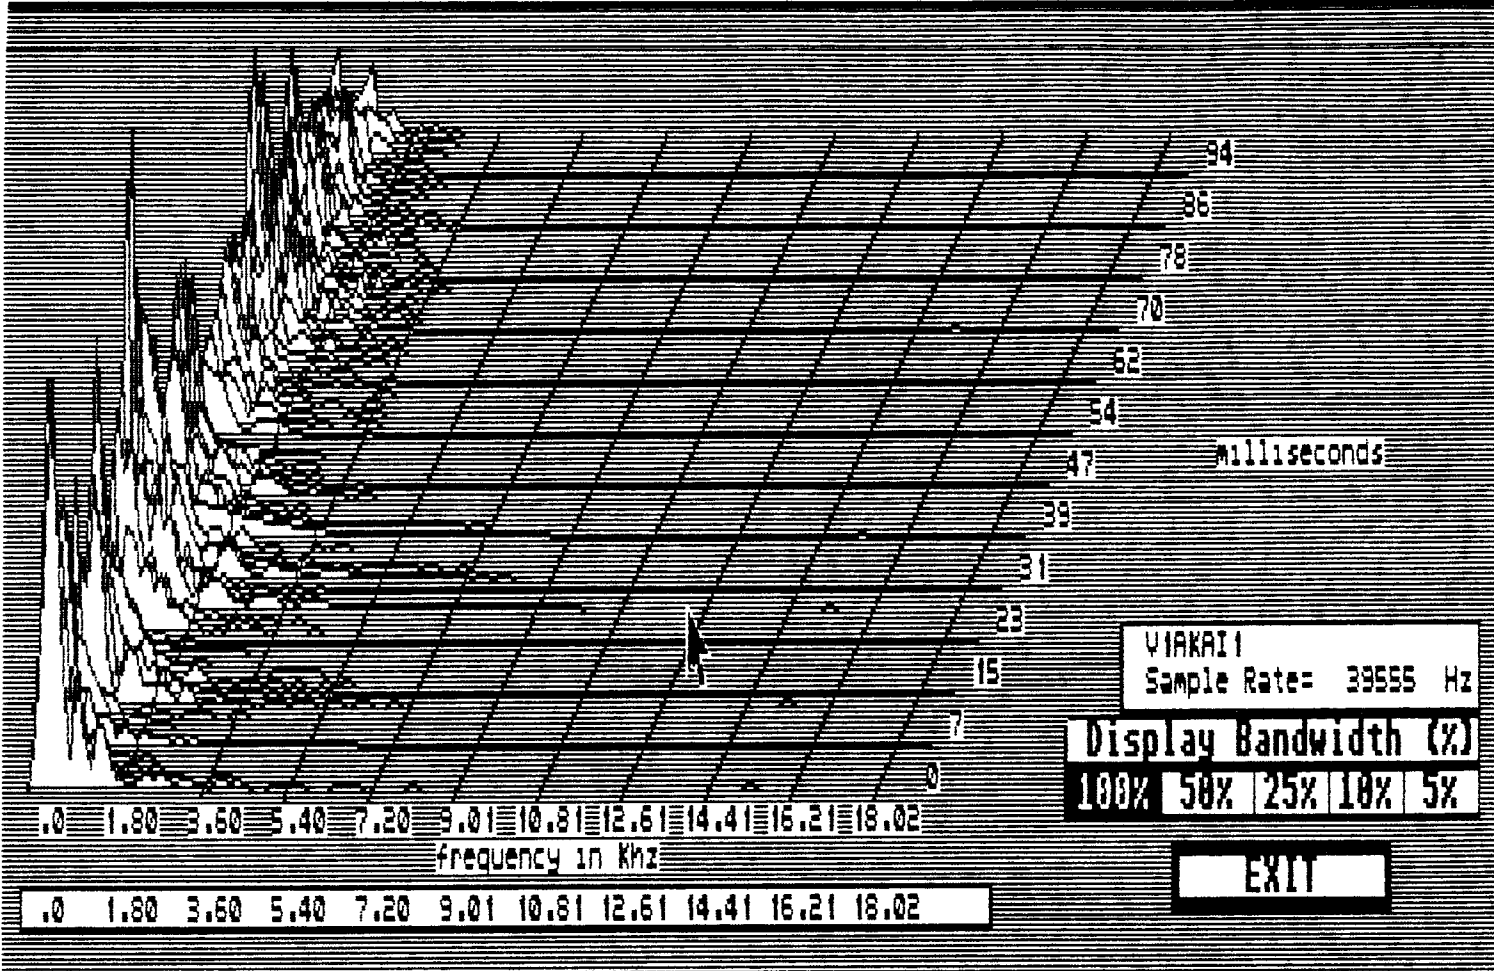 94
86
78
70
62
54
47
milliseconds
39
31
23
15
7
0
V1AKAI1
Sample Rate= 39555 Hz
Display Bandwidth (%)
100% 50% 25% 10% 5%
.0 1.80 3.60 5.40 7.20 9.01 10.81 12.61 14.41 16.21 18.02
frequency in Khz
EXIT
.0 1.80 3.60 5.40 7.20 9.01 10.81 12.61 14.41 16.21 18.02